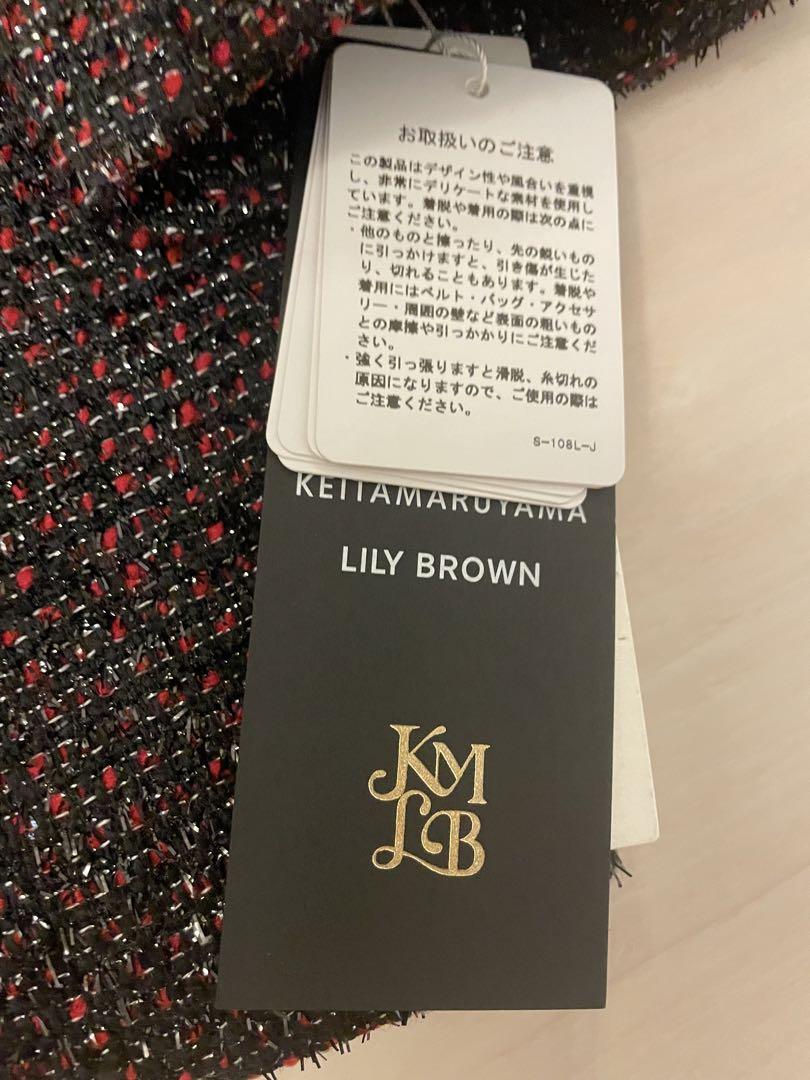 お取扱いのご注意
この製品はデザイン性や風合いを重視
し、非常にデリケートな素材を使用し
ています。着脱や着用の際は次の点に
ご注意ください。
・他のものと擦ったり、先の鋭いもの
に引っかけますと、引き傷が生じた
り、切れることもあります。着脱や
着用にはベルト・バッグ・アクセサ
リー・周囲の壁など表面の粗いもの
との摩擦や引っかかりにご注意くだ
さい。
・強く引っ張りますと滑脱、糸切れの
原因になりますので、ご使用の際は
ご注意ください。
S-108L-J
KEITAMARUYAMA
LILY BROWN
KM
LB